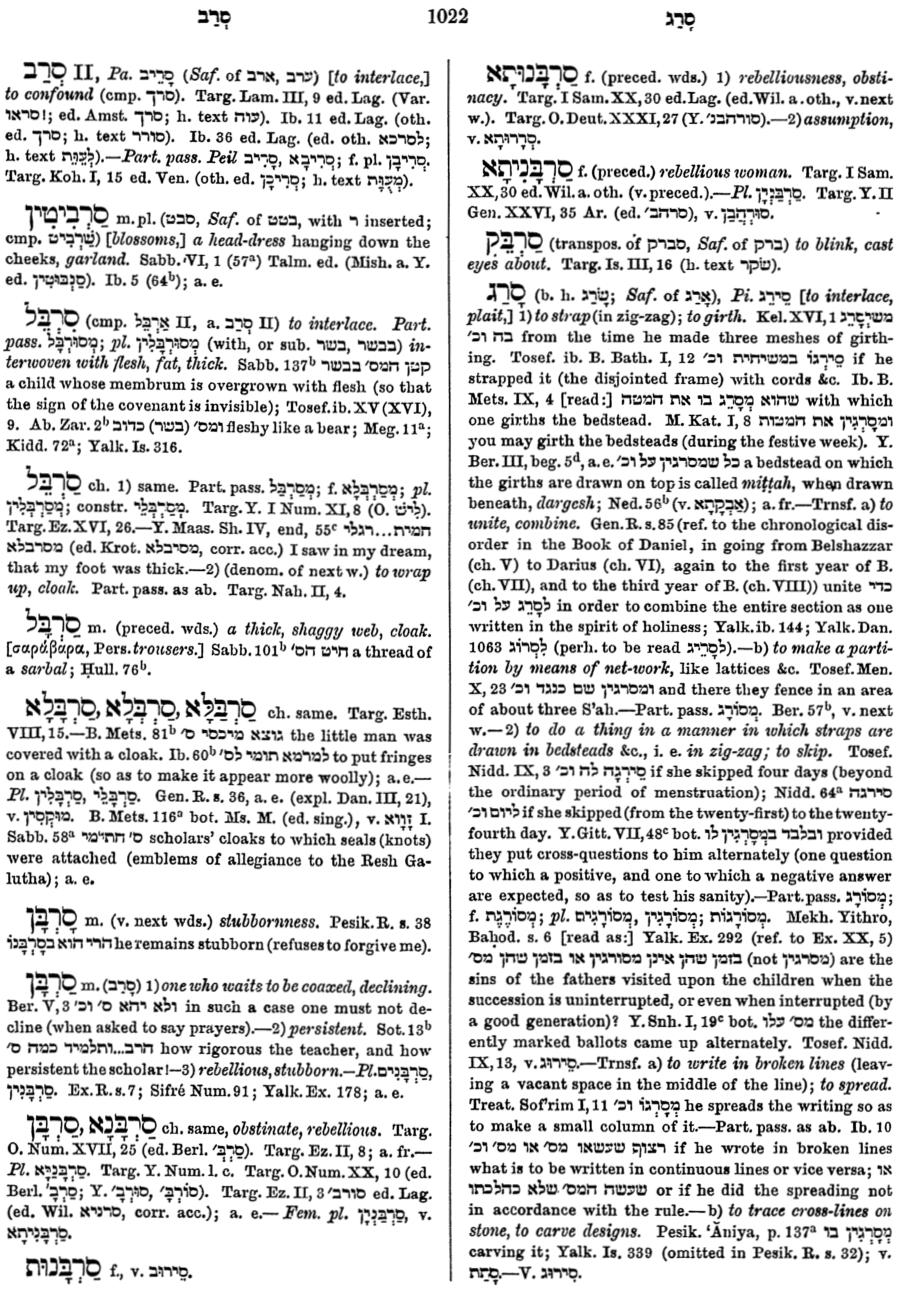 סְרַב 1022 סָרַג
סְרַב II, Pa. סָרֵיב (Saf. of ערב, ארב) [to interlace,]
to confound (cmp. סרך). Targ. Lam. III, 9 ed. Lag. (Var.
סראו!; ed. Amst. סרך; h. text עוה). Ib. 11 ed. Lag. (oth.
ed. סרך; h. text סורר). Ib. 36 ed. Lag. (ed. oth. לסרכא;
h. text לְעַוֵּת).—Part. pass. Peil סְרִיב, סְרִיבָא; f. pl. סְרִיבָן.
Targ. Koh. I, 15 ed. Ven. (oth. ed. סְרִיכָן; h. text מְעֻוָּת).
סַרְבִיטִין m. pl. (סבט, Saf. of בטט, with ר inserted;
cmp. שַׁרְבִיט) [blossoms,] a head-dress hanging down the
cheeks, garland. Sabb. VI, 1 (57a) Talm. ed. (Mish. a. Y.
ed. סַנְבּוּטִין). Ib. 5 (64b); a. e.
סִרְבֵּל (cmp. אַרְבֵּל II, a. סָרַב II) to interlace. Part.
pass. מְסוּרְבָּל; pl. מְסוּרְבָּלִין (with, or sub. בבשר, בשר) in-
terwoven with flesh, fat, thick. Sabb. 137b קטן המס' בבשר
a child whose membrum is overgrown with flesh (so that
the sign of the covenant is invisible); Tosef. ib. XV (XVI),
9. Ab. Zar. 2b ומס' (בשר) כדוב fleshy like a bear; Meg. 11a;
Kidd. 72a; Yalk. Is. 316.
סַרְבֵּל ch. 1) same. Part. pass. מְסַרְבַּל; f. מְסַרְבְּלָא; pl.
מְסַרְבְּלִין; constr. מְסַרְבְּלֵי. Targ. Y. I Num. XI, 8 (O. לִישׁ).
Targ. Ez. XVI, 26.—Y. Maas. Sh. IV, end, 55c חמית...רגלי
מסרבלא (ed. Krot. מסיבלא, corr. acc.) I saw in my dream,
that my foot was thick.—2) (denom. of next w.) to wrap
up, cloak. Part. pass. as ab. Targ. Nah. II, 4.
סַרְבָּל m. (preced. wds.) a thick, shaggy web, cloak.
[σαράβαρα, Pers. trousers.] Sabb. 101b חיט הס' a thread of
a sarbal; Ḥull. 76b.
סַרְבָּלָא, סַרְבְּלָא, סַרְבָּלָא ch. same. Targ. Esth.
VIII, 15.—B. Mets. 81b גוצא מיכסי ס' the little man was
covered with a cloak. Ib. 60b למרמא תומי לס' to put fringes
on a cloak (so as to make it appear more woolly); a.e.—
Pl. סַרְבָּלֵי, סַרְבָּלִין. Gen. R. s. 36, a. e. (expl. Dan. III, 21),
v. מוּקְסִין. B. Mets. 116a bot. Ms. M. (ed. sing.), v. זוּזָא I.
Sabb. 58a ס' חתימי scholars' cloaks to which seals (knots)
were attached (emblems of allegiance to the Resh Ga-
lutha); a. e.
סָרְבָן m. (v. next wds.) stubbornness. Pesik. R. s. 38
הרי הוא בְסָרְבָנוֹ he remains stubborn (refuses to forgive me).
סַרְבָן m. (סָרַב) 1) one who waits to be coaxed, declining.
Ber. V, 3 ולא יהא ס' וכ' in such a case one must not de-
cline (when asked to say prayers).—2) persistent. Sot. 13b
הרב...ותלמיד כמה ס' how rigorous the teacher, and how
persistent the scholar!—3) rebellious, stubborn.—Pl. סַרְבָּנִים,
סַרְבָּנִין. Ex. R. s. 7; Sifré Num. 91; Yalk. Ex. 178; a. e.
סַרְבָן, סַרְבָּנָא ch. same, obstinate, rebellious. Targ.
O. Num. XVII, 25 (ed. Berl. סָרְבָ'). Targ. Ez. II, 8; a. fr.—
Pl. סַרְבָּנַיָּא. Targ. Y. Num. l. c. Targ. O. Num. XX, 10 (ed.
Berl. סָרְבָ'; Y. סוּרְבָ', סוֹרְבָ'). Targ. Ez. II, 3 סורב' ed. Lag.
(ed. Wil. סרניא, corr. acc.); a. e.—Fem. pl. סַרְבָּנְיָן, v.
סַרְבָּנִיתָא.
סַרְבָּנוּת f., v. סֵירוּב.
סַרְבָּנוּתָא f. (preced. wds.) 1) rebelliousness, obsti-
nacy. Targ. I Sam. XX, 30 ed. Lag. (ed. Wil. a. oth., v. next
w.). Targ. O. Deut. XXXI, 27 (Y. סורהבנ').—2) assumption,
v. סְרָרוּתָא.
סַרְבָּנִיתָא f. (preced.) rebellious woman. Targ. I Sam.
XX, 30 ed. Wil. a. oth. (v. preced.).—Pl. סַרְבָּנְיָן. Targ. Y. II
Gen. XXVI, 35 Ar. (ed. סרהב'), v. סוּרְהֲבָן.
סַרְבֵּק (transpos. of סברק, Saf. of ברק) to blink, cast
eyes about. Targ. Is. III, 16 (h. text שׂקר).
סָרַג (b. h. שָׂרַג; Saf. of אָרַג), Pi. סֵירַג [to interlace,
plait,] 1) to strap (in zig-zag); to girth. Kel. XVI, 1 משיְסָרֵג
בה וכ' from the time he made three meshes of girth-
ing. Tosef. ib. B. Bath. I, 12 סֵירְגוֹ במשיחית וכ' if he
strapped it (the disjointed frame) with cords &c. Ib. B.
Mets. IX, 4 [read:] שהוא מְסָרֵג בו את המטה with which
one girths the bedstead. M. Kat. I, 8 ומְסָרְגִין את המטות
you may girth the bedsteads (during the festive week). Y.
Ber. III, beg. 5d, a. e. כל שמסרגין על וכ' a bedstead on which
the girths are drawn on top is called miṭṭah, when drawn
beneath, dargesh; Ned. 56b (v. אֲבְקָתָא); a. fr.—Trnsf. a) to
unite, combine. Gen. R. s. 85 (ref. to the chronological dis-
order in the Book of Daniel, in going from Belshazzar
(ch. V) to Darius (ch. VI), again to the first year of B.
(ch. VII), and to the third year of B. (ch. VIII)) unite כדי
לְסָרֵג על וכ' in order to combine the entire section as one
written in the spirit of holiness; Yalk. ib. 144; Yalk. Dan.
1063 לִסְרוֹג (perh. to be read לְסָרֵיג).—b) to make a parti-
tion by means of net-work, like lattices &c. Tosef. Men.
X, 23 ומסרגין שם כנגד וכ' and there they fence in an area
of about three S'ah.—Part. pass. מְסוֹרָג. Ber. 57b, v. next
w.—2) to do a thing in a manner in which straps are
drawn in bedsteads &c., i. e. in zig-zag; to skip. Tosef.
Nidd. IX, 3 סֵירְגָה לה וכ' if she skipped four days (beyond
the ordinary period of menstruation); Nidd. 64a סירגה
ליום וכ' if she skipped (from the twenty-first) to the twenty-
fourth day. Y. Gitt. VII, 48c bot. ובלבד במְסָרְגִין לו provided
they put cross-questions to him alternately (one question
to which a positive, and one to which a negative answer
are expected, so as to test his sanity).—Part. pass. מְסוֹרָג;
f. מְסוֹרֶגֶת; pl. מְסוֹרָגִים, מְסוֹרָגִין; מְסוֹרָגוֹת. Mekh. Yithro,
Baḥod. s. 6 [read as:] Yalk. Ex. 292 (ref. to Ex. XX, 5)
בזמן שהן אינן מסורגין או בזמן שהן מס' (not מסרגין) are the
sins of the fathers visited upon the children when the
succession is uninterrupted, or even when interrupted (by
a good generation)? Y. Snh. I, 19c bot. מס' עלו the differ-
ently marked ballots came up alternately. Tosef. Nidd.
IX, 13, v. סֵירוּג.—Trnsf. a) to write in broken lines (leav-
ing a vacant space in the middle of the line); to spread.
Treat. Sof'rim I, 11 מְסָרְגוֹ וכ' he spreads the writing so as
to make a small column of it.—Part. pass. as ab. Ib. 10
רצוף שעשאו מס' או מס' וכ' if he wrote in broken lines
what is to be written in continuous lines or vice versa; או
שעשה המס' שלא כהלכתו or if he did the spreading not
in accordance with the rule.—b) to trace cross-lines on
stone, to carve designs. Pesik. 'Ăniya, p. 137a מְסָרְגִין בו
carving it; Yalk. Is. 339 (omitted in Pesik. R. s. 32); v.
סָתַת.—V. סֵירוּג.